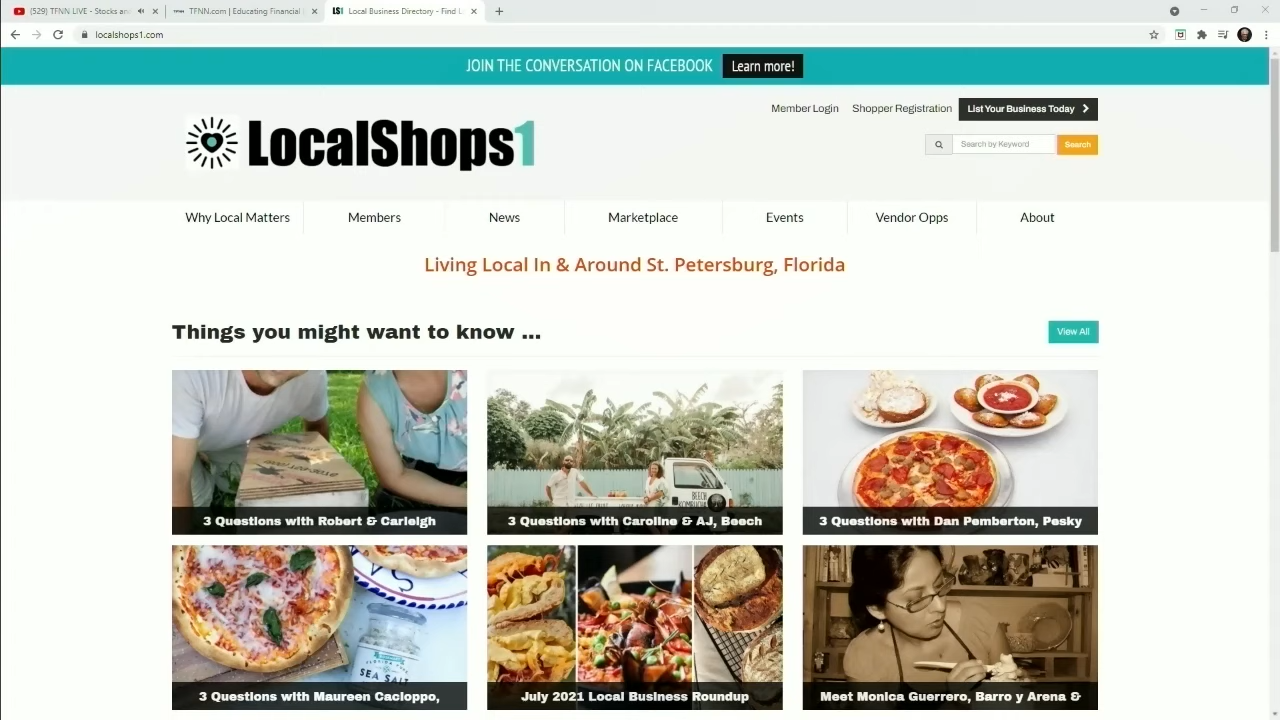 (529) TFNN LIVE - Stocks an
TFNN.com | Educating Financial
Local Business Directory - Find L
localshops1.com
JOIN THE CONVERSATION ON FACEBOOK Learn more!
Member Login Shopper Registration List Your Business Today
LocalShops1
Search by Keyword Search
Why Local Matters Members News Marketplace Events Vendor Opps About
Living Local In & Around St. Petersburg, Florida
Things you might want to know ...
View All
BEECH
KOMBUCHA
3 Questions with Robert & Carleigh
3 Questions with Caroline & AJ, Beech
3 Questions with Dan Pemberton, Pesky
SEA SALT
3 Questions with Maureen Cacioppo,
July 2021 Local Business Roundup
Meet Monica Guerrero, Barro y Arena &